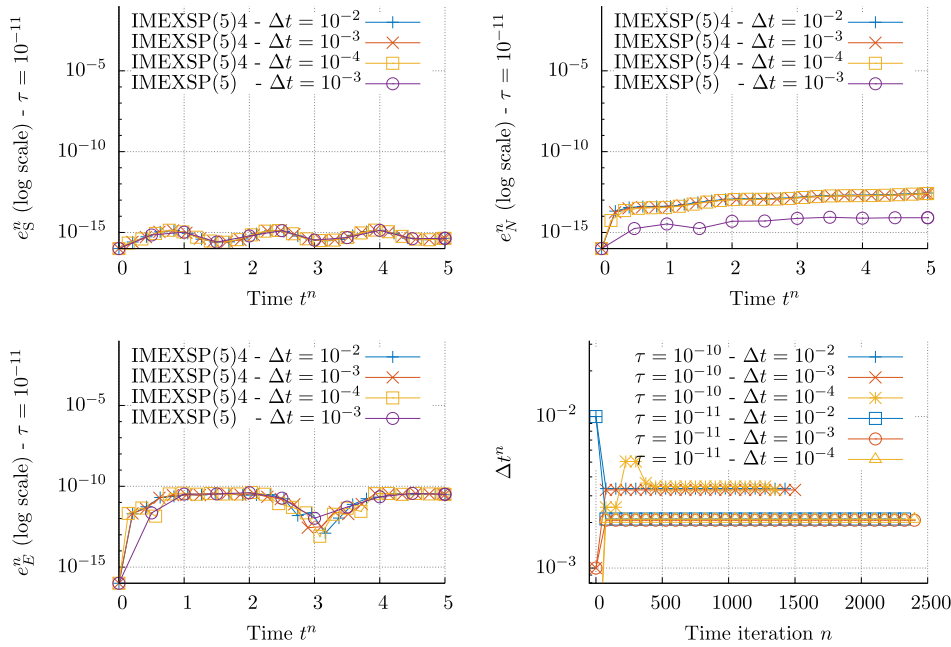 e_S^n (log scale) - τ = 10^-11
10^-5
10^-10
10^-15
IMEXSP(5)4 - Δt = 10^-2
IMEXSP(5)4 - Δt = 10^-3
IMEXSP(5)4 - Δt = 10^-4
IMEXSP(5) - Δt = 10^-3
0 1 2 3 4 5
Time t^n
e_N^n (log scale) - τ = 10^-11
10^-5
10^-10
10^-15
IMEXSP(5)4 - Δt = 10^-2
IMEXSP(5)4 - Δt = 10^-3
IMEXSP(5)4 - Δt = 10^-4
IMEXSP(5) - Δt = 10^-3
0 1 2 3 4 5
Time t^n
e_E^n (log scale) - τ = 10^-11
10^-5
10^-10
10^-15
IMEXSP(5)4 - Δt = 10^-2
IMEXSP(5)4 - Δt = 10^-3
IMEXSP(5)4 - Δt = 10^-4
IMEXSP(5) - Δt = 10^-3
0 1 2 3 4 5
Time t^n
Δt^n
10^-2
10^-3
τ = 10^-10 - Δt = 10^-2
τ = 10^-10 - Δt = 10^-3
τ = 10^-10 - Δt = 10^-4
τ = 10^-11 - Δt = 10^-2
τ = 10^-11 - Δt = 10^-3
τ = 10^-11 - Δt = 10^-4
0 500 1000 1500 2000 2500
Time iteration n